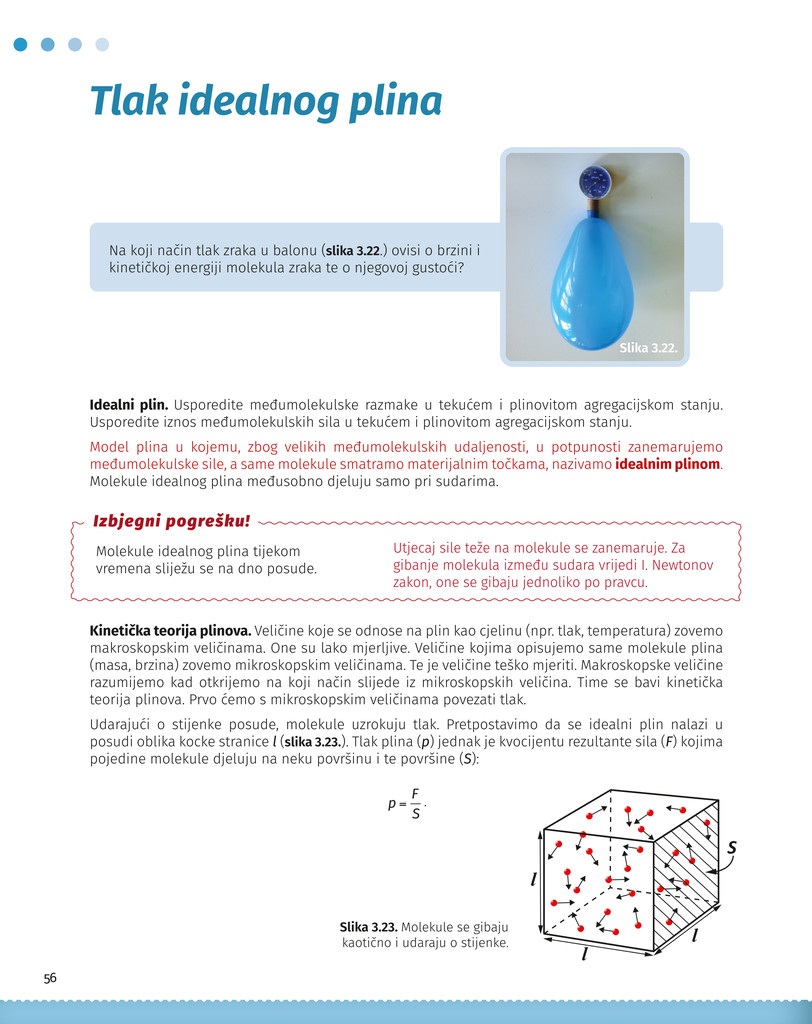 Tlak idealnog plina
Na koji način tlak zraka u balonu (slika 3.22.) ovisi o brzini i
kinetičkoj energiji molekula zraka te o njegovoj gustoći?
Slika 3.22.
Idealni plin. Usporedite međumolekulske razmake u tekućem i plinovitom agregacijskom stanju.
Usporedite iznos međumolekulskih sila u tekućem i plinovitom agregacijskom stanju.
Model plina u kojemu, zbog velikih međumolekulskih udaljenosti, u potpunosti zanemarujemo
međumolekulske sile, a same molekule smatramo materijalnim točkama, nazivamo idealnim plinom.
Molekule idealnog plina međusobno djeluju samo pri sudarima.
Izbjegni pogrešku!
Molekule idealnog plina tijekom
vremena sliježu se na dno posude.
Utjecaj sile teže na molekule se zanemaruje. Za
gibanje molekula između sudara vrijedi I. Newtonov
zakon, one se gibaju jednoliko po pravcu.
Kinetička teorija plinova. Veličine koje se odnose na plin kao cjelinu (npr. tlak, temperatura) zovemo
makroskopskim veličinama. One su lako mjerljive. Veličine kojima opisujemo same molekule plina
(masa, brzina) zovemo mikroskopskim veličinama. Te je veličine teško mjeriti. Makroskopske veličine
razumijemo kad otkrijemo na koji način slijede iz mikroskopskih veličina. Time se bavi kinetička
teorija plinova. Prvo ćemo s mikroskopskim veličinama povezati tlak.
Udarajući o stijenke posude, molekule uzrokuju tlak. Pretpostavimo da se idealni plin nalazi u
posudi oblika kocke stranice l (slika 3.23.). Tlak plina (p) jednak je kvocijentu rezultante sila (F) kojima
pojedine molekule djeluju na neku površinu i te površine (S):
p = F/S .
S
l
l
l
Slika 3.23. Molekule se gibaju
kaotično i udaraju o stijenke.
56